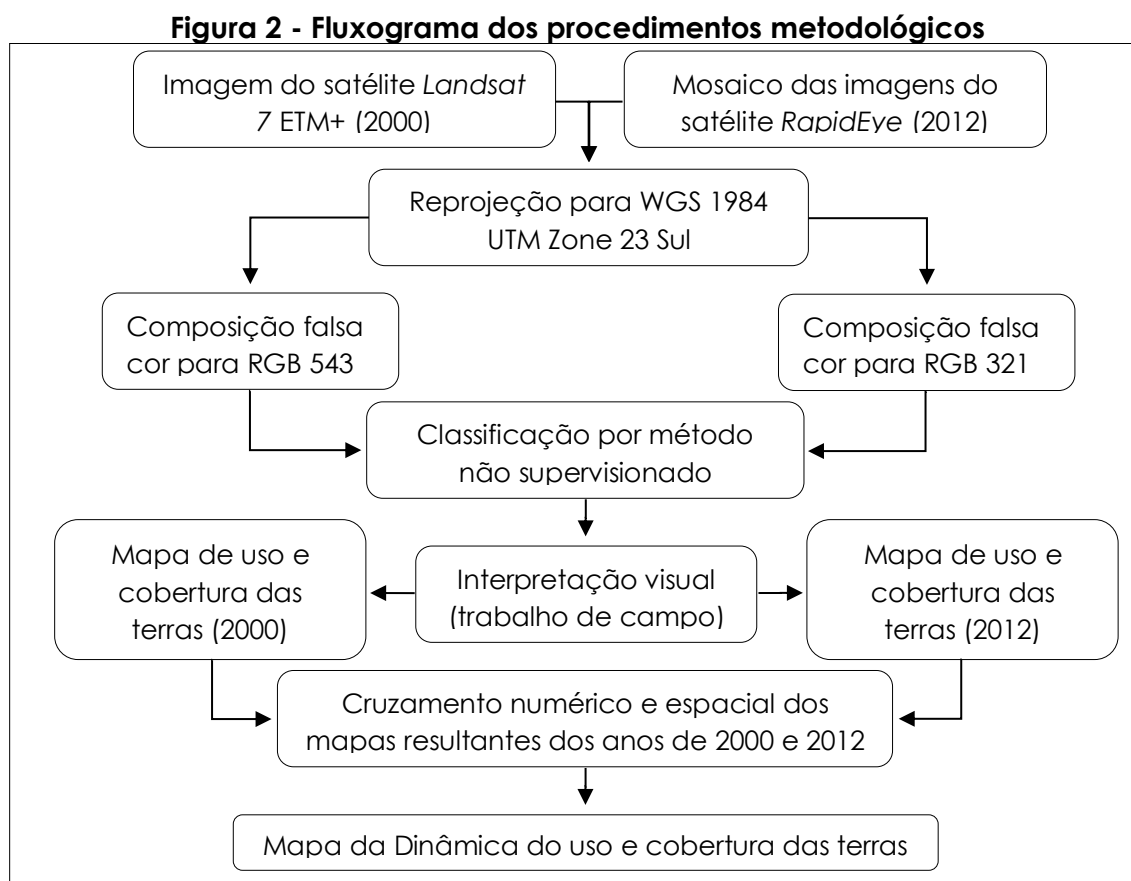 Figura 2 - Fluxograma dos procedimentos metodológicos
Imagem do satélite Landsat
7 ETM+ (2000)
Mosaico das imagens do
satélite RapidEye (2012)
Reprojeção para WGS 1984
UTM Zone 23 Sul
Composição falsa
cor para RGB 543
Composição falsa
cor para RGB 321
Classificação por método
não supervisionado
Mapa de uso e
cobertura das
terras (2000)
Interpretação visual
(trabalho de campo)
Mapa de uso e
cobertura das
terras (2012)
Cruzamento numérico e espacial dos
mapas resultantes dos anos de 2000 e 2012
Mapa da Dinâmica do uso e cobertura das terras